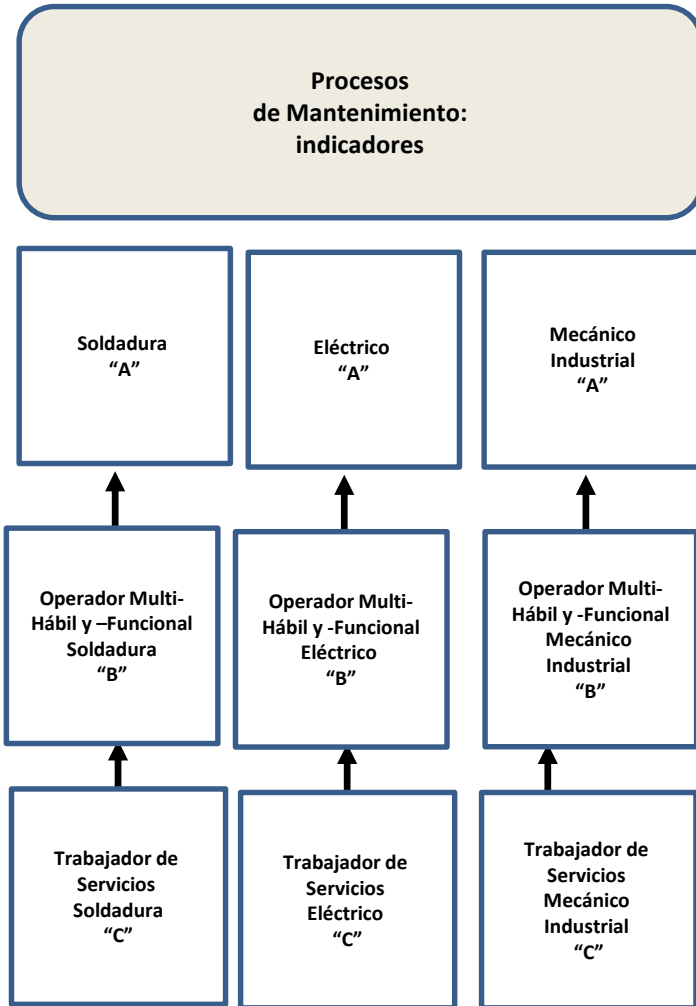 Procesos
de Mantenimiento:
indicadores
Soldadura
“A”
Eléctrico
“A”
Mecánico
Industrial
“A”
Operador Multi-
Hábil y –Funcional
Soldadura
“B”
Operador Multi-
Hábil y -Funcional
Eléctrico
“B”
Operador Multi-
Hábil y -Funcional
Mecánico
Industrial
“B”
Trabajador de
Servicios
Soldadura
“C”
Trabajador de
Servicios
Eléctrico
“C”
Trabajador de
Servicios
Mecánico
Industrial
“C”